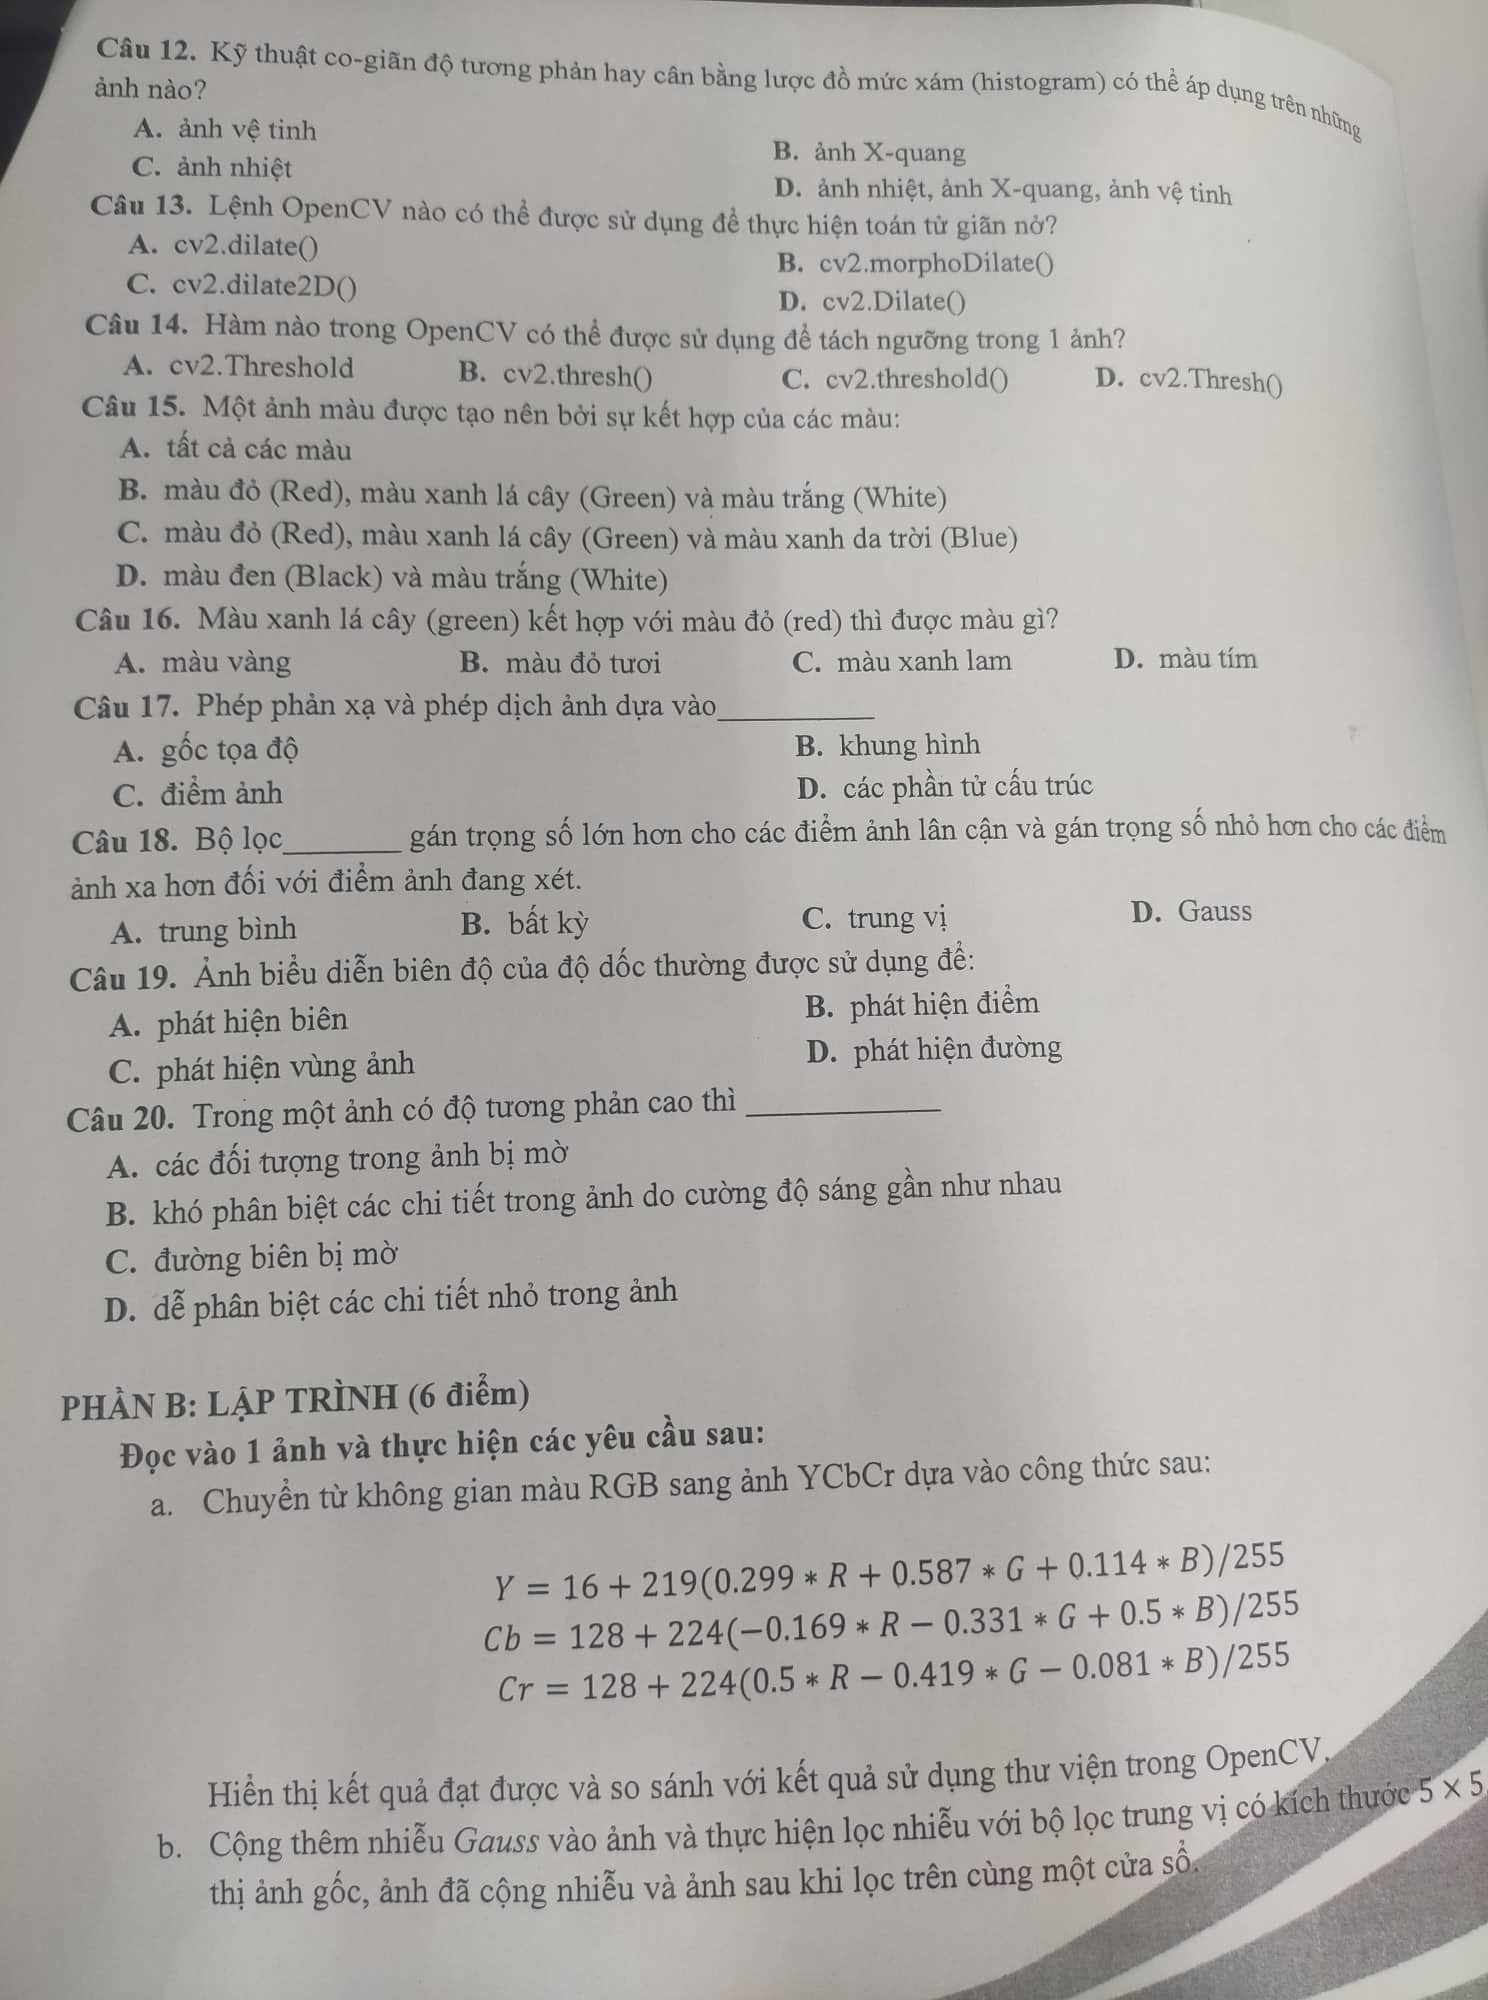 Câu 12. Kỹ thuật co-giãn độ tương phản hay cân bằng lược đồ mức xám (histogram) có thể áp dụng trên những
ảnh nào?
A. ảnh vệ tinh
B. ảnh X-quang
C. ảnh nhiệt
D. ảnh nhiệt, ảnh X-quang, ảnh vệ tinh
Câu 13. Lệnh OpenCV nào có thể được sử dụng để thực hiện toán tử giãn nở?
A. cv2.dilate()
B. cv2.morphoDilate()
C. cv2.dilate2D()
D. cv2.Dilate()
Câu 14. Hàm nào trong OpenCV có thể được sử dụng để tách ngưỡng trong 1 ảnh?
A. cv2.Threshold B. cv2.thresh() C. cv2.threshold() D. cv2.Thresh()
Câu 15. Một ảnh màu được tạo nên bởi sự kết hợp của các màu:
A. tất cả các màu
B. màu đỏ (Red), màu xanh lá cây (Green) và màu trắng (White)
C. màu đỏ (Red), màu xanh lá cây (Green) và màu xanh da trời (Blue)
D. màu đen (Black) và màu trắng (White)
Câu 16. Màu xanh lá cây (green) kết hợp với màu đỏ (red) thì được màu gì?
A. màu vàng B. màu đỏ tươi C. màu xanh lam D. màu tím
Câu 17. Phép phản xạ và phép dịch ảnh dựa vào___________
A. gốc tọa độ B. khung hình
C. điểm ảnh D. các phần tử cấu trúc
Câu 18. Bộ lọc________ gán trọng số lớn hơn cho các điểm ảnh lân cận và gán trọng số nhỏ hơn cho các điểm
ảnh xa hơn đối với điểm ảnh đang xét.
A. trung bình B. bất kỳ C. trung vị D. Gauss
Câu 19. Ảnh biểu diễn biên độ của độ dốc thường được sử dụng để:
A. phát hiện biên B. phát hiện điểm
C. phát hiện vùng ảnh D. phát hiện đường
Câu 20. Trong một ảnh có độ tương phản cao thì _____________
A. các đối tượng trong ảnh bị mờ
B. khó phân biệt các chi tiết trong ảnh do cường độ sáng gần như nhau
C. đường biên bị mờ
D. dễ phân biệt các chi tiết nhỏ trong ảnh
PHẦN B: LẬP TRÌNH (6 điểm)
Đọc vào 1 ảnh và thực hiện các yêu cầu sau:
a. Chuyển từ không gian màu RGB sang ảnh YCbCr dựa vào công thức sau:
Y = 16 + 219(0.299 * R + 0.587 * G + 0.114 * B)/255
Cb = 128 + 224(−0.169 * R − 0.331 * G + 0.5 * B)/255
Cr = 128 + 224(0.5 * R − 0.419 * G − 0.081 * B)/255
Hiển thị kết quả đạt được và so sánh với kết quả sử dụng thư viện trong OpenCV.
b. Cộng thêm nhiễu Gauss vào ảnh và thực hiện lọc nhiễu với bộ lọc trung vị có kích thước 5 × 5
thị ảnh gốc, ảnh đã cộng nhiễu và ảnh sau khi lọc trên cùng một cửa sổ.